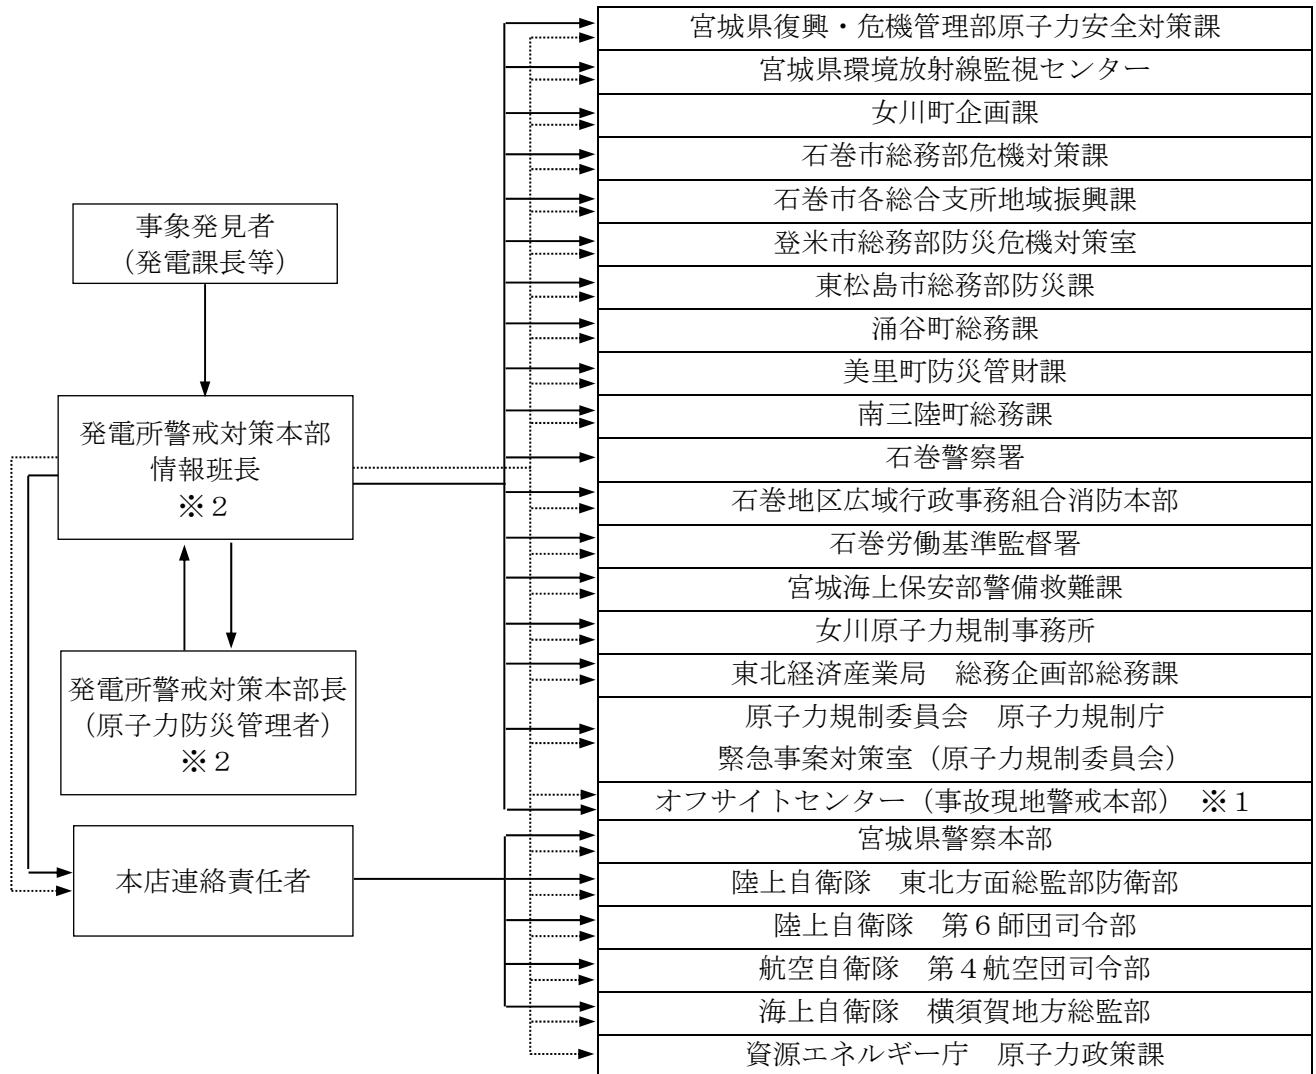 事象発見者
（発電課長等）
発電所警戒対策本部
情報班長
※２
発電所警戒対策本部長
（原子力防災管理者）
※２
本店連絡責任者
宮城県復興・危機管理部原子力安全対策課
宮城県環境放射線監視センター
女川町企画課
石巻市総務部危機対策課
石巻市各総合支所地域振興課
登米市総務部防災危機対策室
東松島市総務部防災課
涌谷町総務課
美里町防災管財課
南三陸町総務課
石巻警察署
石巻地区広域行政事務組合消防本部
石巻労働基準監督署
宮城海上保安部警備救難課
女川原子力規制事務所
東北経済産業局　総務企画部総務課
原子力規制委員会　原子力規制庁
緊急事案対策室（原子力規制委員会）
オフサイトセンター（事故現地警戒本部）　※１
宮城県警察本部
陸上自衛隊　東北方面総監部防衛部
陸上自衛隊　第６師団司令部
航空自衛隊　第４航空団司令部
海上自衛隊　横須賀地方総監部
資源エネルギー庁　原子力政策課